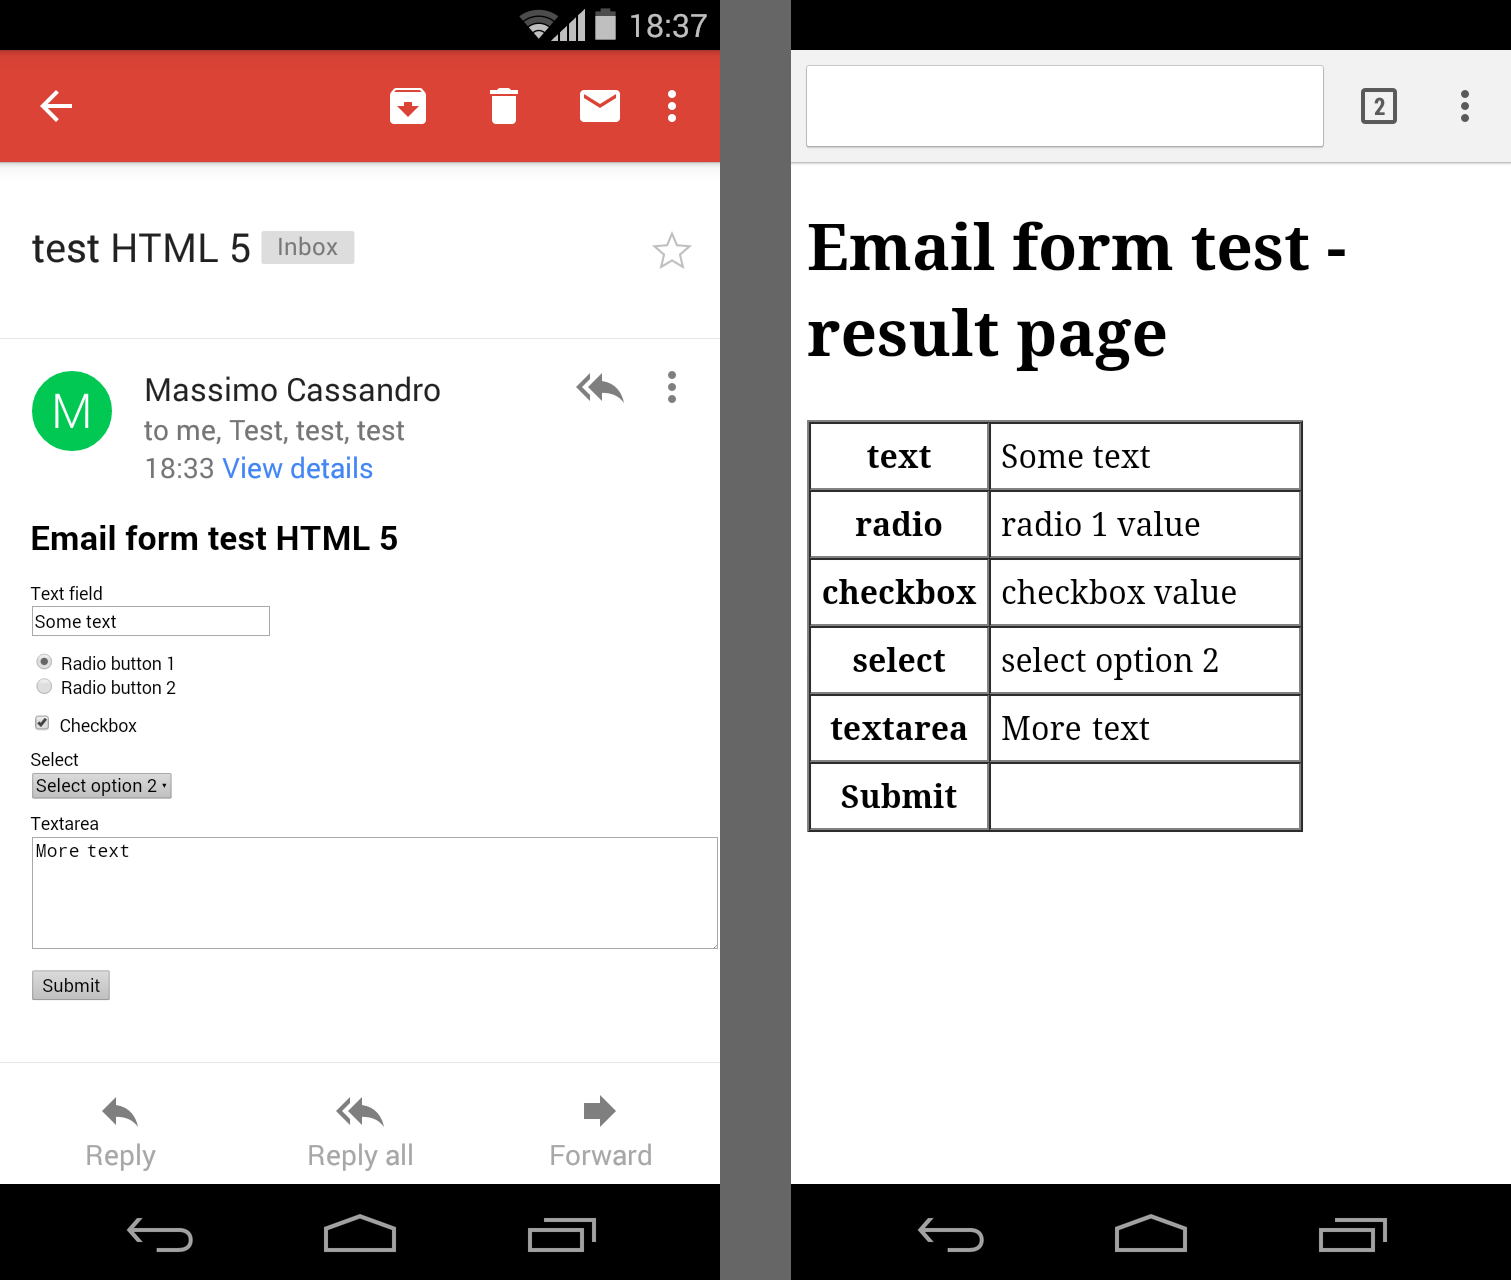 18:37
test HTML 5 Inbox
M
Massimo Cassandro
to me, Test, test, test
18:33 View details
Email form test HTML 5
Text field
Some text
Radio button 1
Radio button 2
Checkbox
Select
Select option 2
Textarea
More text
Submit
Reply Reply all Forward
2
Email form test -
result page
text Some text
radio radio 1 value
checkbox checkbox value
select select option 2
textarea More text
Submit